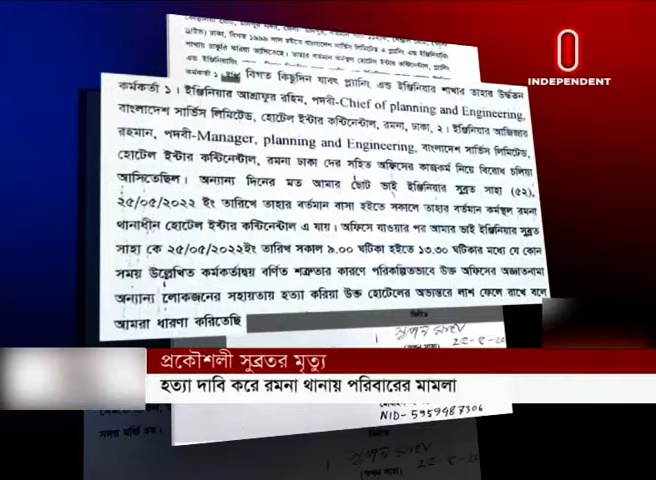 INDEPENDENT
কর্মকর্তা ১। ইঞ্জিনিয়ার আশ্রাফুর রহিম, পদবী-Chief of planning and Engineering,
বাংলাদেশ সার্ভিস লিমিটেড, হোটেল ইন্টার কন্টিনেন্টাল, রমনা, ঢাকা, ২। ইঞ্জিনিয়ার আজিজার
রহমান, পদবী-Manager, planning and Engineering, বাংলাদেশ সার্ভিস লিমিটেড,
হোটেল ইন্টার কন্টিনেন্টাল, রমনা ঢাকা দের সহিত অফিসের কাজকর্ম নিয়ে বিরোধ চলিয়া
আসিতেছিল। অন্যান্য দিনের মত আমার ছোট ভাই ইঞ্জিনিয়ার সুব্রত সাহা (৫২),
২৫/০৫/২০২২ ইং তারিখে তাহার বর্তমান বাসা হইতে সকালে তাহার বর্তমান কর্মস্থল রমনা
থানাধীন হোটেল ইন্টার কন্টিনেন্টাল এ যায়। অফিসে যাওয়ার পর আমার ভাই ইঞ্জিনিয়ার সুব্রত
সাহা কে ২৫/০৫/২০২২ইং তারিখ সকাল ৯.০০ ঘটিকা হইতে ১৩.৩০ ঘটিকার মধ্যে যে কোন
সময় উল্লেখিত কর্মকর্তাদ্বয় বর্ণিত শত্রুতার কারণে পরিকল্পিতভাবে উক্ত অফিসের অজ্ঞাতনামা
অন্যান্য লোকজনের সহায়তায় হত্যা করিয়া উক্ত হোটেলের অভ্যন্তরে লাশ ফেলে রাখে বলে
আমরা ধারণা করিতেছি
প্রকৌশলী সুব্রতর মৃত্যু
হত্যা দাবি করে রমনা থানায় পরিবারের মামলা
NID- 5959487306